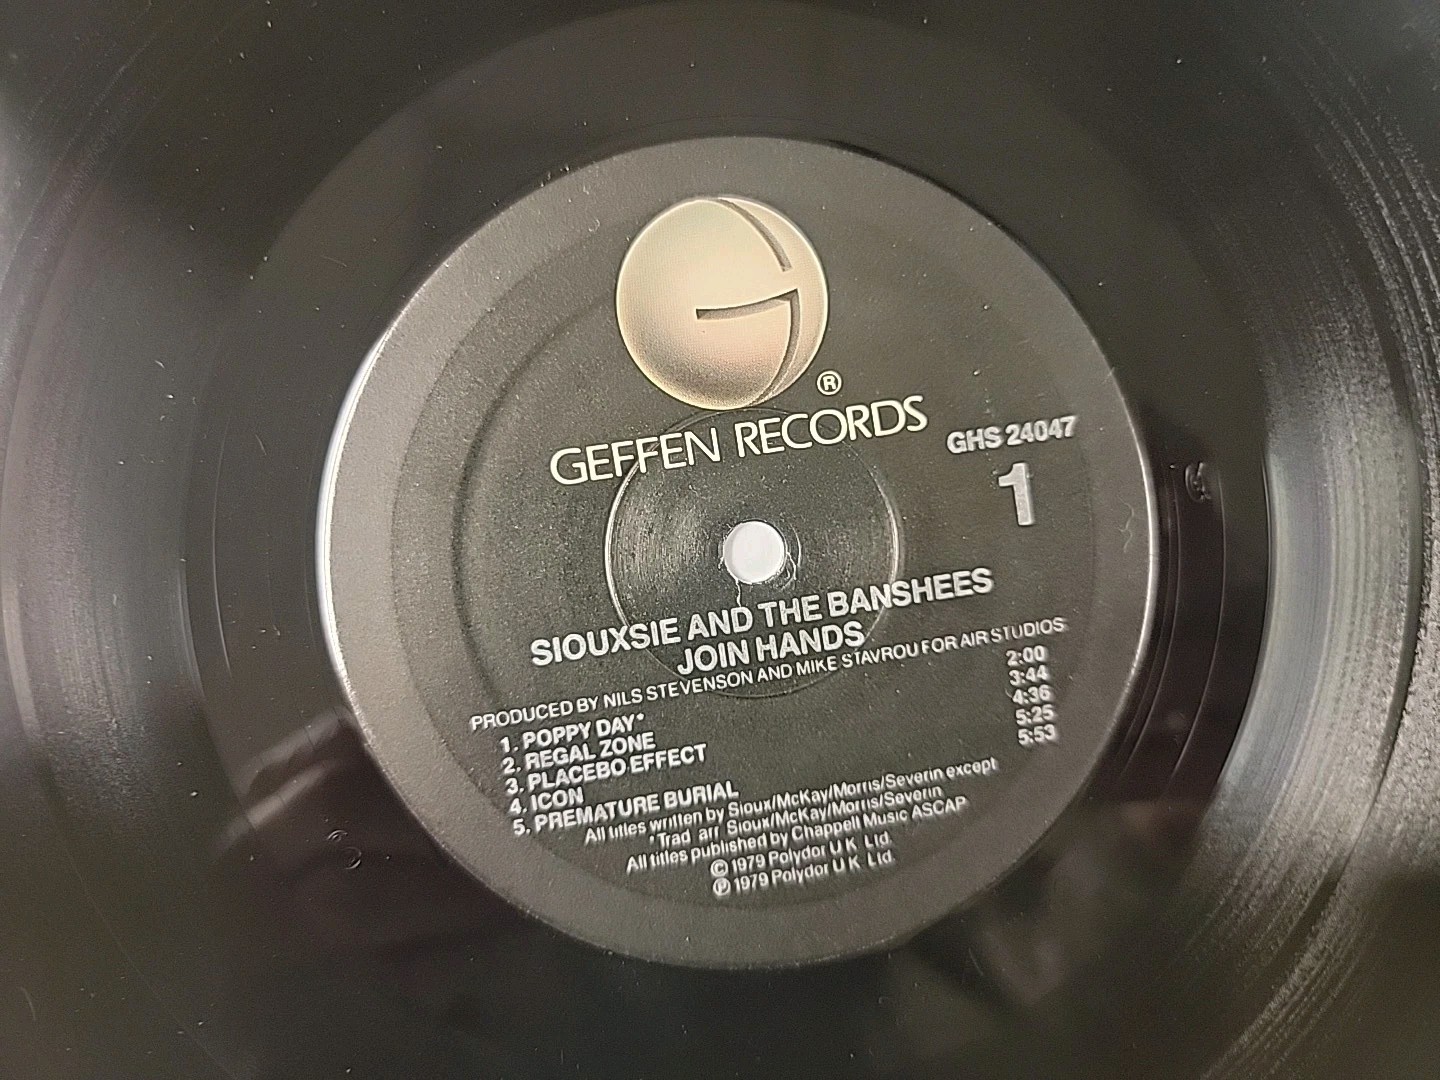 ®
GEFFEN RECORDS
GHS 24047
1
SIOUXSIE AND THE BANSHEES
JOIN HANDS
PRODUCED BY NILS STEVENSON AND MIKE STAVROU FOR AIR STUDIOS
1. POPPY DAY* 2:00
2. REGAL ZONE 3:44
3. PLACEBO EFFECT 4:36
4. ICON 5:25
5. PREMATURE BURIAL 5:53
All titles written by Sioux/McKay/Morris/Severin except
*Trad arr Sioux/McKay/Morris/Severin
All titles published by Chappell Music ASCAP
© 1979 Polydor U K Ltd.
℗ 1979 Polydor U K Ltd.